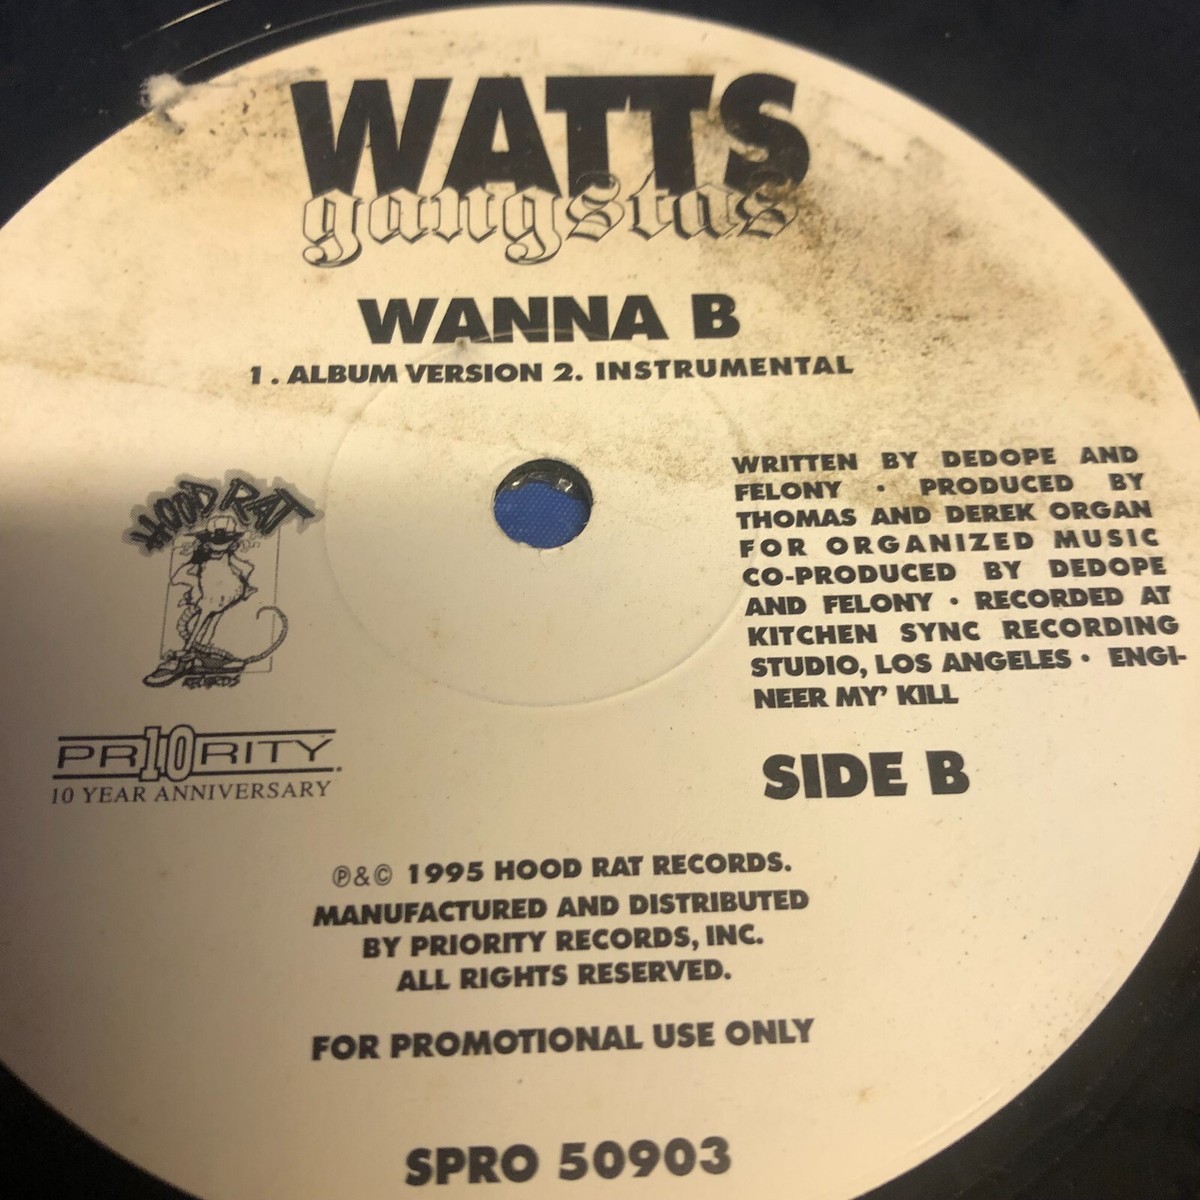 WATTS
gangstas
WANNA B
1. ALBUM VERSION 2. INSTRUMENTAL
WRITTEN BY DEDOPE AND
FELONY • PRODUCED BY
THOMAS AND DEREK ORGAN
FOR ORGANIZED MUSIC
CO-PRODUCED BY DEDOPE
AND FELONY • RECORDED AT
KITCHEN SYNC RECORDING
STUDIO, LOS ANGELES • ENGI-
NEER MY' KILL
HOOD RAT
RECORDS
PR10RITY.
10 YEAR ANNIVERSARY
SIDE B
℗&© 1995 HOOD RAT RECORDS.
MANUFACTURED AND DISTRIBUTED
BY PRIORITY RECORDS, INC.
ALL RIGHTS RESERVED.
FOR PROMOTIONAL USE ONLY
SPRO 50903